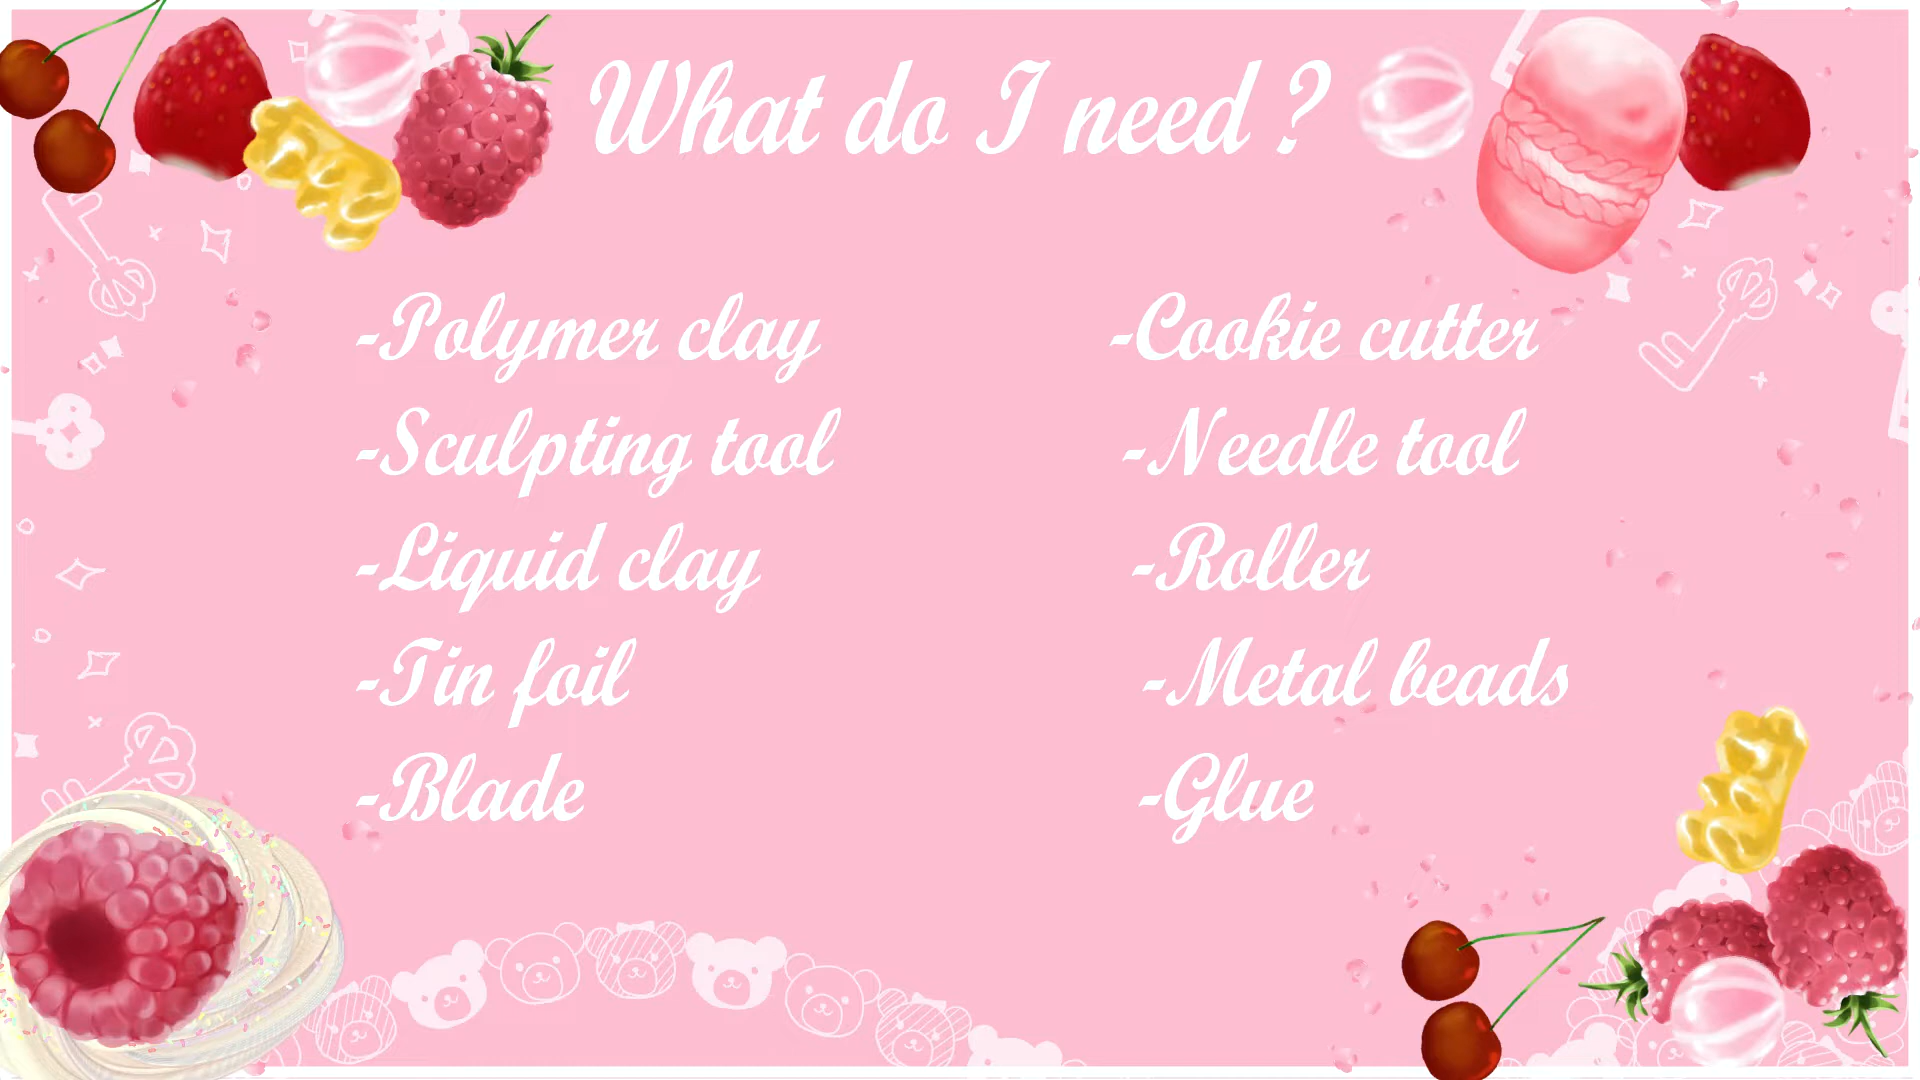 What do I need ?
-Polymer clay
-Sculpting tool
-Liquid clay
-Tin foil
-Blade
-Cookie cutter
-Needle tool
-Roller
-Metal beads
-Glue